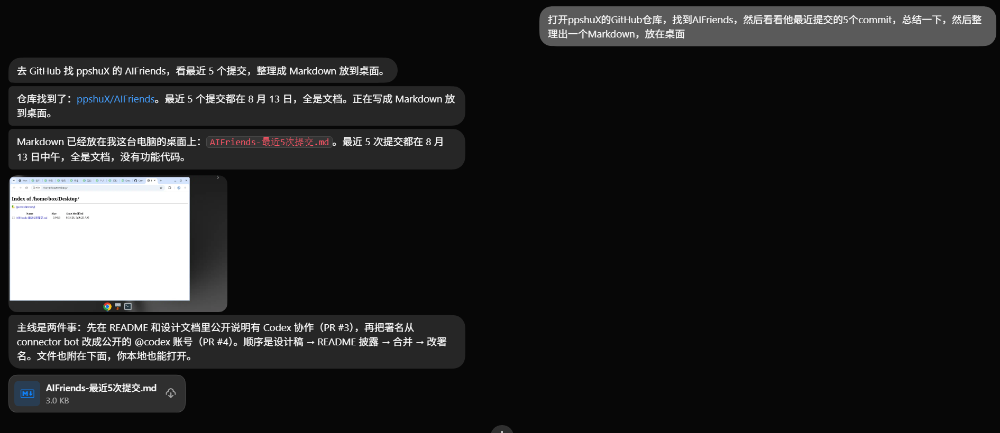 打开ppshuX的GitHub仓库，找到AIFriends，然后看看他最近提交的5个commit，总结一下，然后整
理出一个Markdown，放在桌面
去 GitHub 找 ppshuX 的 AIFriends，看最近 5 个提交，整理成 Markdown 放到桌面。
仓库找到了：ppshuX/AIFriends。最近 5 个提交都在 8 月 13 日，全是文档。正在写成 Markdown 放
到桌面。
Markdown 已经放在我这台电脑的桌面上：AIFriends-最近5次提交.md。最近 5 次提交都在 8 月
13 日中午，全是文档，没有功能代码。
File /home/box/Desktop/
Index of /home/box/Desktop/
[parent directory]
Name Size Date Modified
AIFriends-最近5次提交.md 3.0 kB
主线是两件事：先在 README 和设计文档里公开说明有 Codex 协作（PR #3），再把署名从
connector bot 改成公开的 @codex 账号（PR #4）。顺序是设计稿 → README 披露 → 合并 → 改署
名。文件也附在下面，你本地也能打开。
AIFriends-最近5次提交.md
3.0 KB